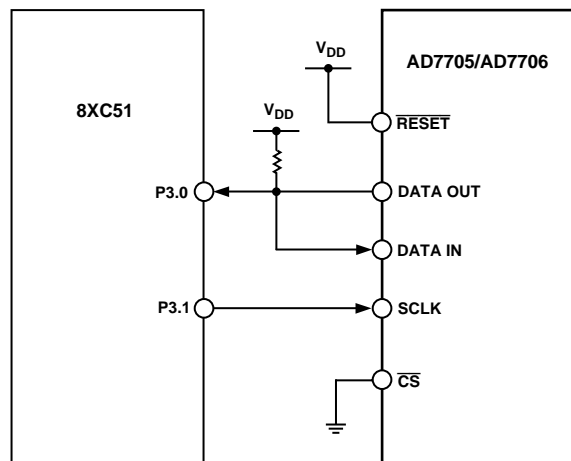 V_DD
AD7705/AD7706
8XC51
V_DD
RESET
P3.0
DATA OUT
DATA IN
P3.1
SCLK
CS